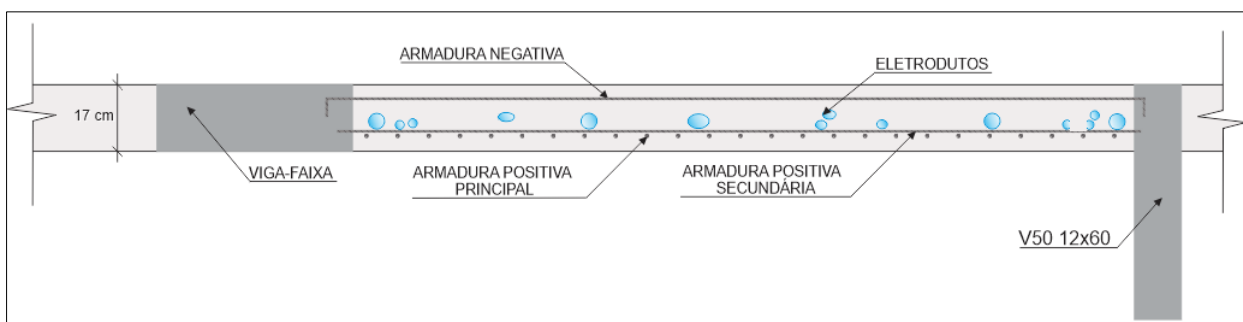 ARMADURA NEGATIVA
ELETRODUTOS
17 cm
VIGA-FAIXA
ARMADURA POSITIVA
PRINCIPAL
ARMADURA POSITIVA
SECUNDÁRIA
V50 12x60